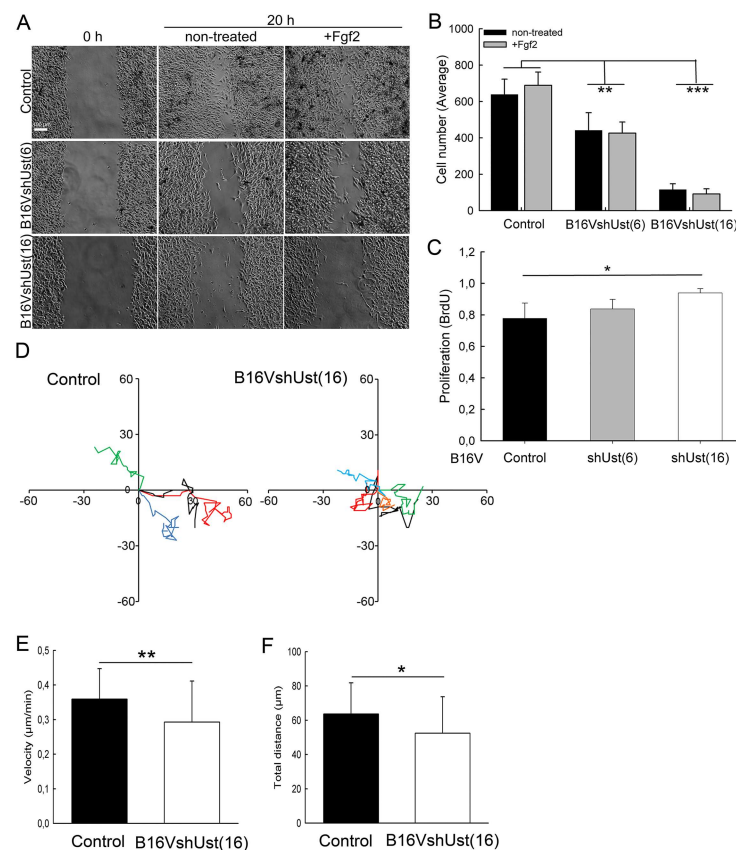 A
20 h
0 h
non-treated
+Fgf2
Control
B16VshUst(6)
B16VshUst(16)
B
non-treated
+Fgf2
Cell number (Average)
1000
800
600
400
200
0
**
***
Control
B16VshUst(6)
B16VshUst(16)
C
Proliferation (BrdU)
1,2
1,0
0,8
0,6
0,4
0,2
0,0
*
B16V
Control
shUst(6)
shUst(16)
D
Control
60
30
-60
-30
0
30
60
-30
-60
B16VshUst(16)
60
30
0
-60
-30
0
30
60
-30
-60
E
Velocity (µm/min)
0,5
0,4
0,3
0,2
0,1
0,0
**
Control
B16VshUst(16)
F
Total distance (µm)
100
80
60
40
20
0
*
Control
B16VshUst(16)